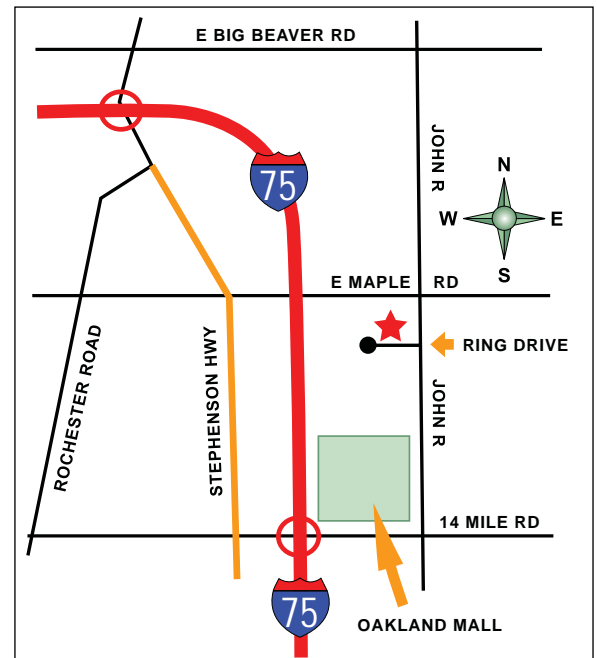 E BIG BEAVER RD
JOHN R
75
N
W
E
S
E MAPLE
RD
RING DRIVE
ROCHESTER ROAD
STEPHENSON HWY
JOHN R
14 MILE RD
75
OAKLAND MALL